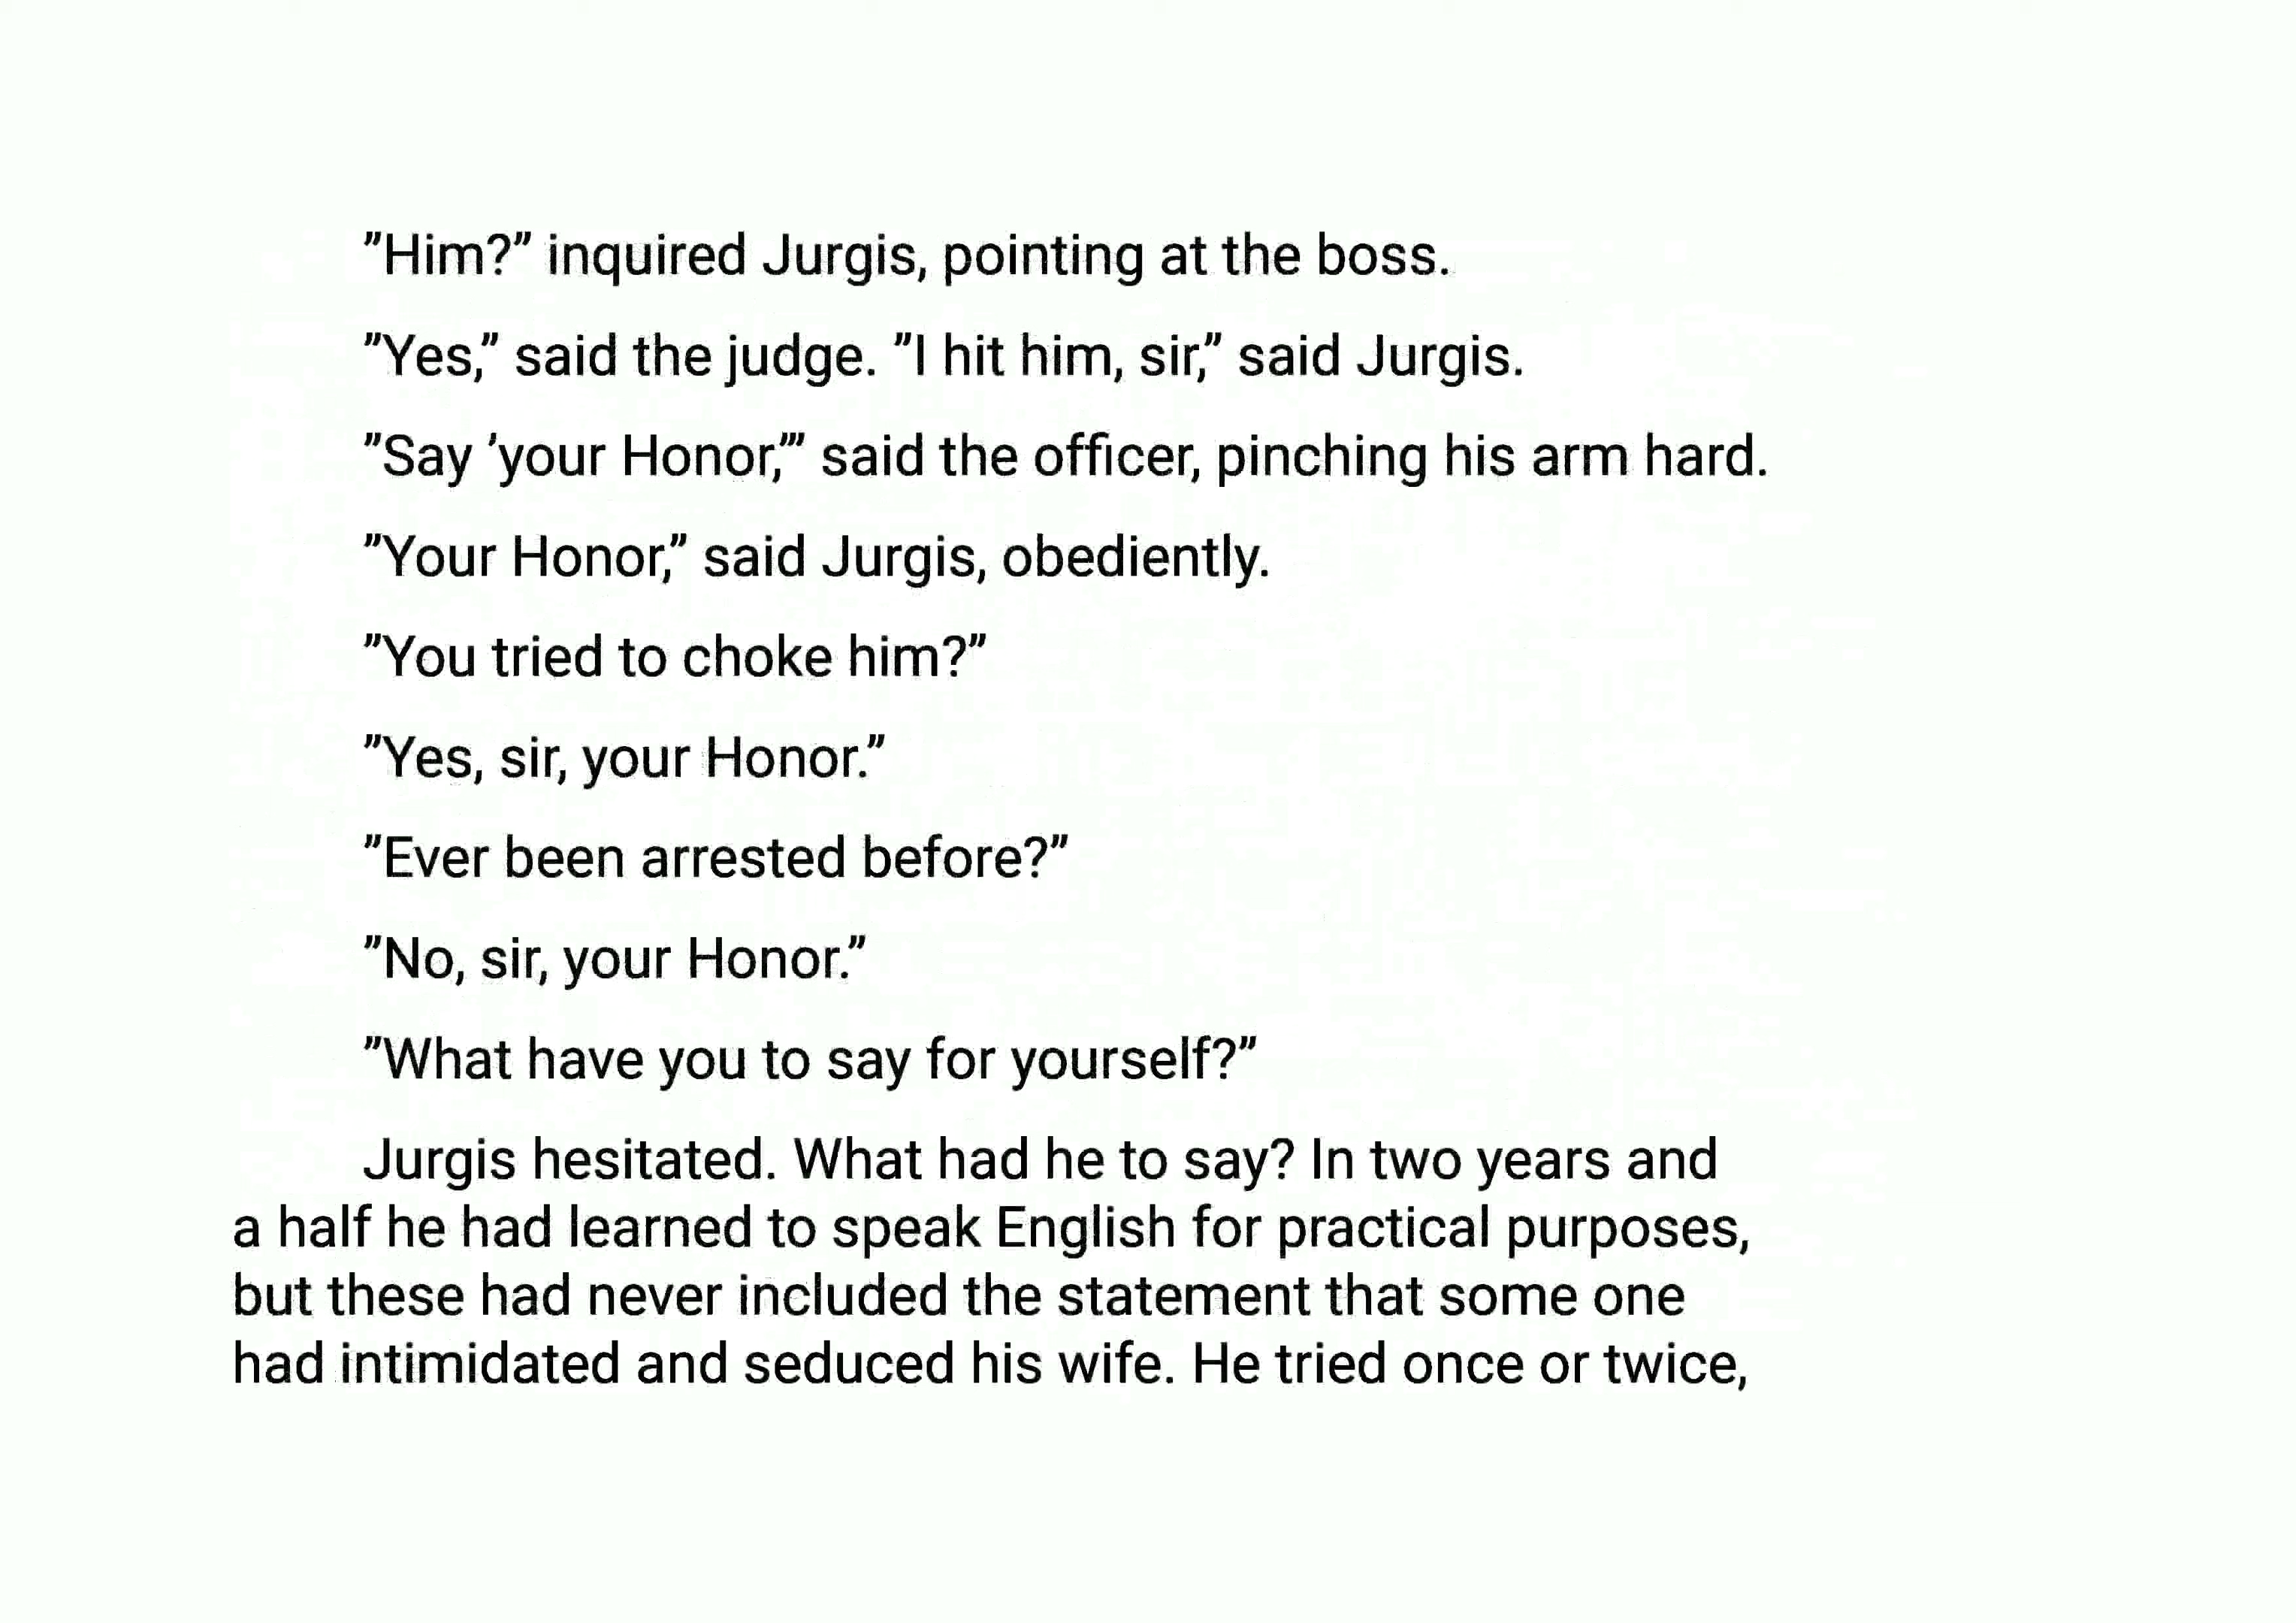 ”Him?” inquired Jurgis, pointing at the boss.
”Yes,” said the judge. ”I hit him, sir,” said Jurgis.
”Say ’your Honor,’” said the officer, pinching his arm hard.
”Your Honor,” said Jurgis, obediently.
”You tried to choke him?”
”Yes, sir, your Honor.”
”Ever been arrested before?”
”No, sir, your Honor.”
”What have you to say for yourself?”
Jurgis hesitated. What had he to say? In two years and
a half he had learned to speak English for practical purposes,
but these had never included the statement that some one
had intimidated and seduced his wife. He tried once or twice,